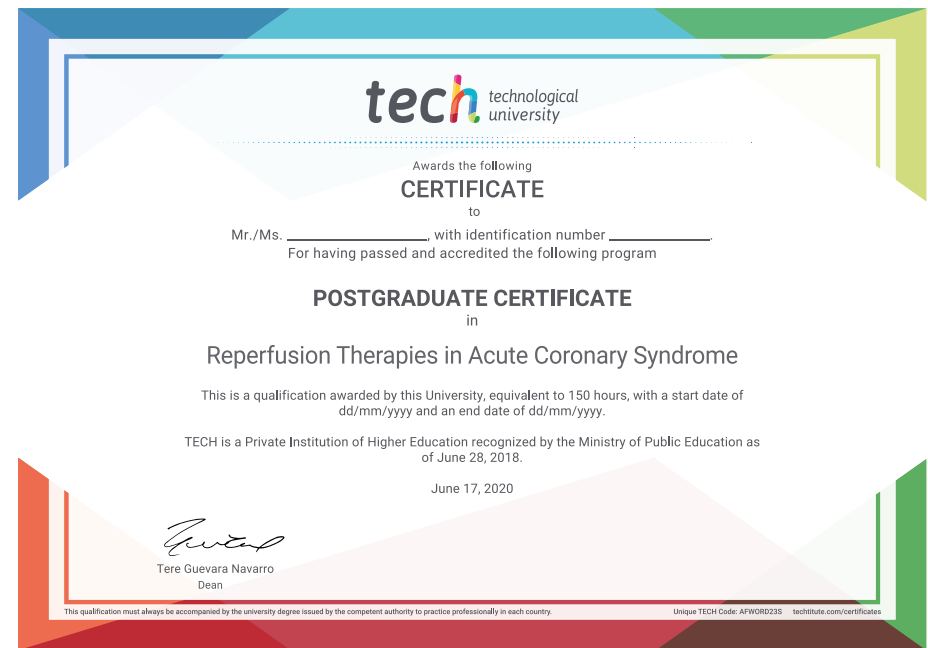 tech technological
university
Awards the following
CERTIFICATE
to
Mr./Ms. ____________, with identification number ____________.
For having passed and accredited the following program
POSTGRADUATE CERTIFICATE
in
Reperfusion Therapies in Acute Coronary Syndrome
This is a qualification awarded by this University, equivalent to 150 hours, with a start date of
dd/mm/yyyy and an end date of dd/mm/yyyy.
TECH is a Private Institution of Higher Education recognized by the Ministry of Public Education as
of June 28, 2018.
June 17, 2020
Tere Guevara Navarro
Dean
This qualification must always be accompanied by the university degree issued by the competent authority to practice professionally in each country.
Unique TECH Code: AFWORD23S techtitute.com/certificates